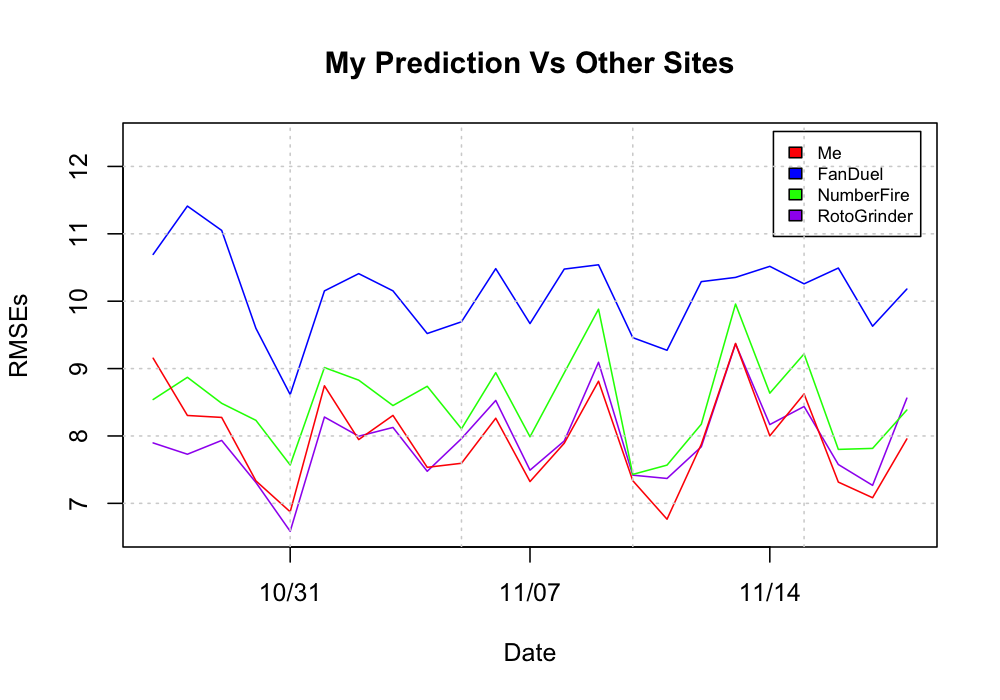 My Prediction Vs Other Sites
Me
FanDuel
NumberFire
RotoGrinder
12
11
10
9
8
7
RMSEs
10/31
11/07
11/14
Date